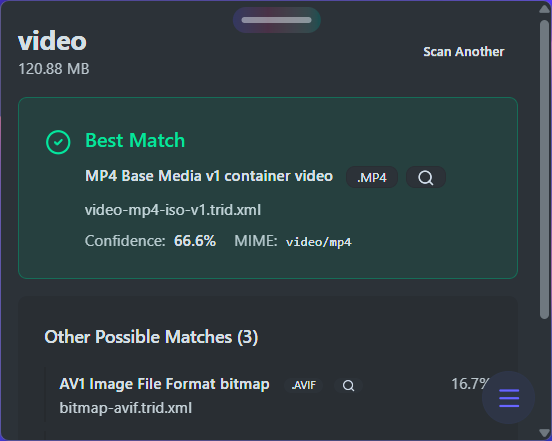 video
120.88 MB
Scan Another
Best Match
MP4 Base Media v1 container video .MP4
video-mp4-iso-v1.trid.xml
Confidence: 66.6% MIME: video/mp4
Other Possible Matches (3)
AV1 Image File Format bitmap .AVIF 16.7%
bitmap-avif.trid.xml